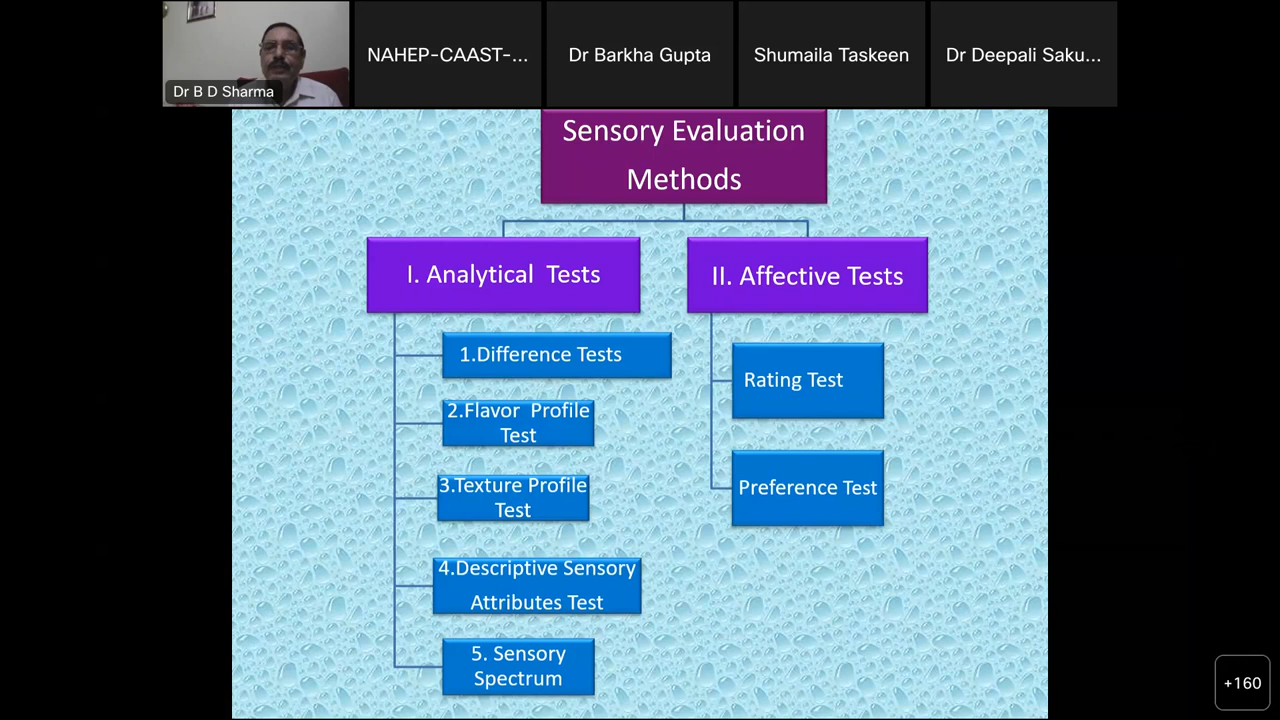 NAHEP-CAAST-...
Dr Barkha Gupta
Shumaila Taskeen
Dr Deepali Saku...
Dr B D Sharma
Sensory Evaluation
Methods
I. Analytical Tests
II. Affective Tests
1.Difference Tests
2.Flavor Profile
Test
3.Texture Profile
Test
4.Descriptive Sensory
Attributes Test
5. Sensory
Spectrum
Rating Test
Preference Test
+160